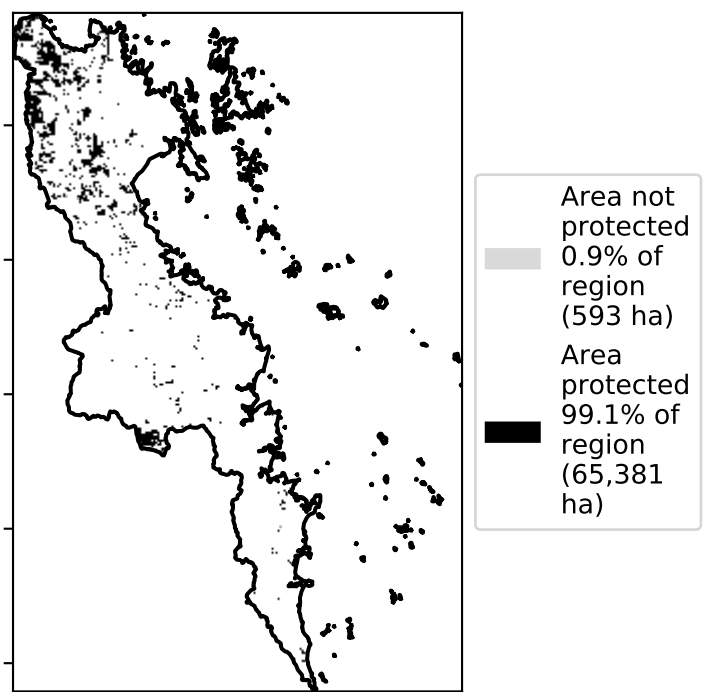 Area not
protected
0.9% of
region
(593 ha)
Area
protected
99.1% of
region
(65,381
ha)